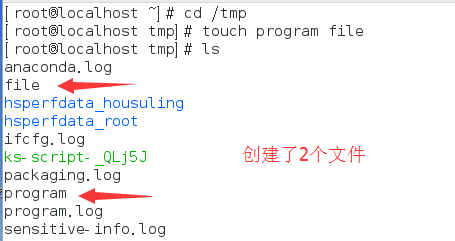 [root@localhost ~]# cd /tmp
[root@localhost tmp]# touch program file
[root@localhost tmp]# ls
anaconda.log
file
hsperfdata_housuling
hsperfdata_root
ifcfg.log
ks-script-_QLj5J
创建了2个文件
packaging.log
program
program.log
sensitive-info.log